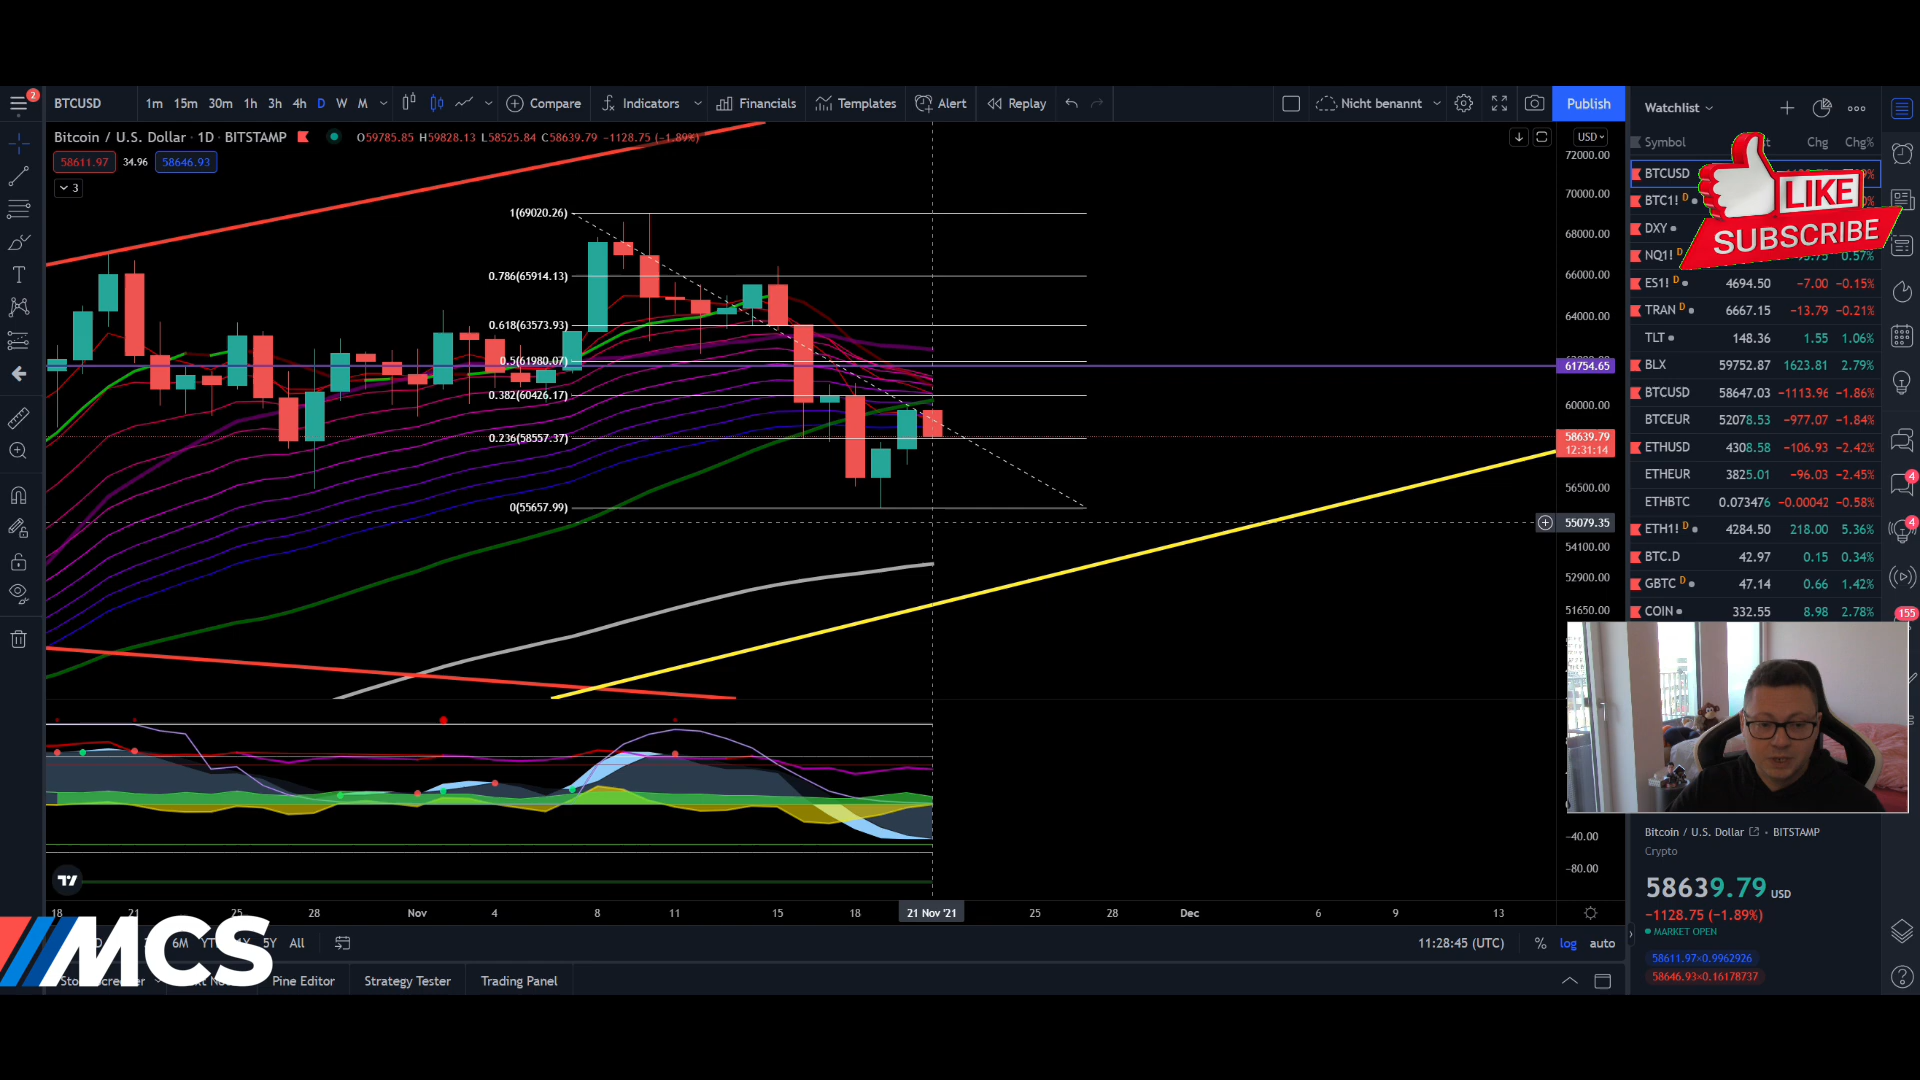 2
BTCUSD 1m 15m 30m 1h 3h 4h D W M Compare Indicators Financials Templates Alert Replay Nicht benannt Publish
Bitcoin / U.S. Dollar · 1D · BITSTAMP O59785.85 H59828.13 L58525.84 C58639.79 −1128.75 (−1.89%)
58611.97 34.96 58646.93
3
USD
72000.00
70000.00
68000.00
66000.00
64000.00
61754.65
60000.00
58639.79
12:31:14
56500.00
55079.35
54100.00
52900.00
51650.00
−40.00
−80.00
1(69020.26)
0.786(65914.13)
0.618(63573.93)
0.5(61980.07)
0.382(60426.17)
0.236(58557.37)
0(55657.99)
18 21 25 28 Nov 4 8 11 15 18 21 Nov '21 25 28 Dec 6 9 13
6M 5Y All 11:28:45 (UTC) % log auto
Pine Editor Strategy Tester Trading Panel
MCS
Watchlist
Symbol Chg Chg%
BTCUSD
BTC1! D
DXY
NQ1! D 0.57%
ES1! D 4694.50 −7.00 −0.15%
TRAN D 6667.15 −13.79 −0.21%
TLT 148.36 1.55 1.06%
BLX 59752.87 1623.81 2.79%
BTCUSD 58647.03 −1113.96 −1.86%
BTCEUR 52078.53 −977.07 −1.84%
ETHUSD 4308.58 −106.93 −2.42%
ETHEUR 3825.01 −96.03 −2.45%
ETHBTC 0.073476 −0.00042 −0.58%
ETH1! D 4284.50 218.00 5.36%
BTC.D 42.97 0.15 0.34%
GBTC D 47.14 0.66 1.42%
COIN 332.55 8.98 2.78%
LIKE
SUBSCRIBE
4
4
155
Bitcoin / U.S. Dollar · BITSTAMP
Crypto
58639.79 USD
−1128.75 (−1.89%)
MARKET OPEN
58611.97×0.9962926
58646.93×0.16178737